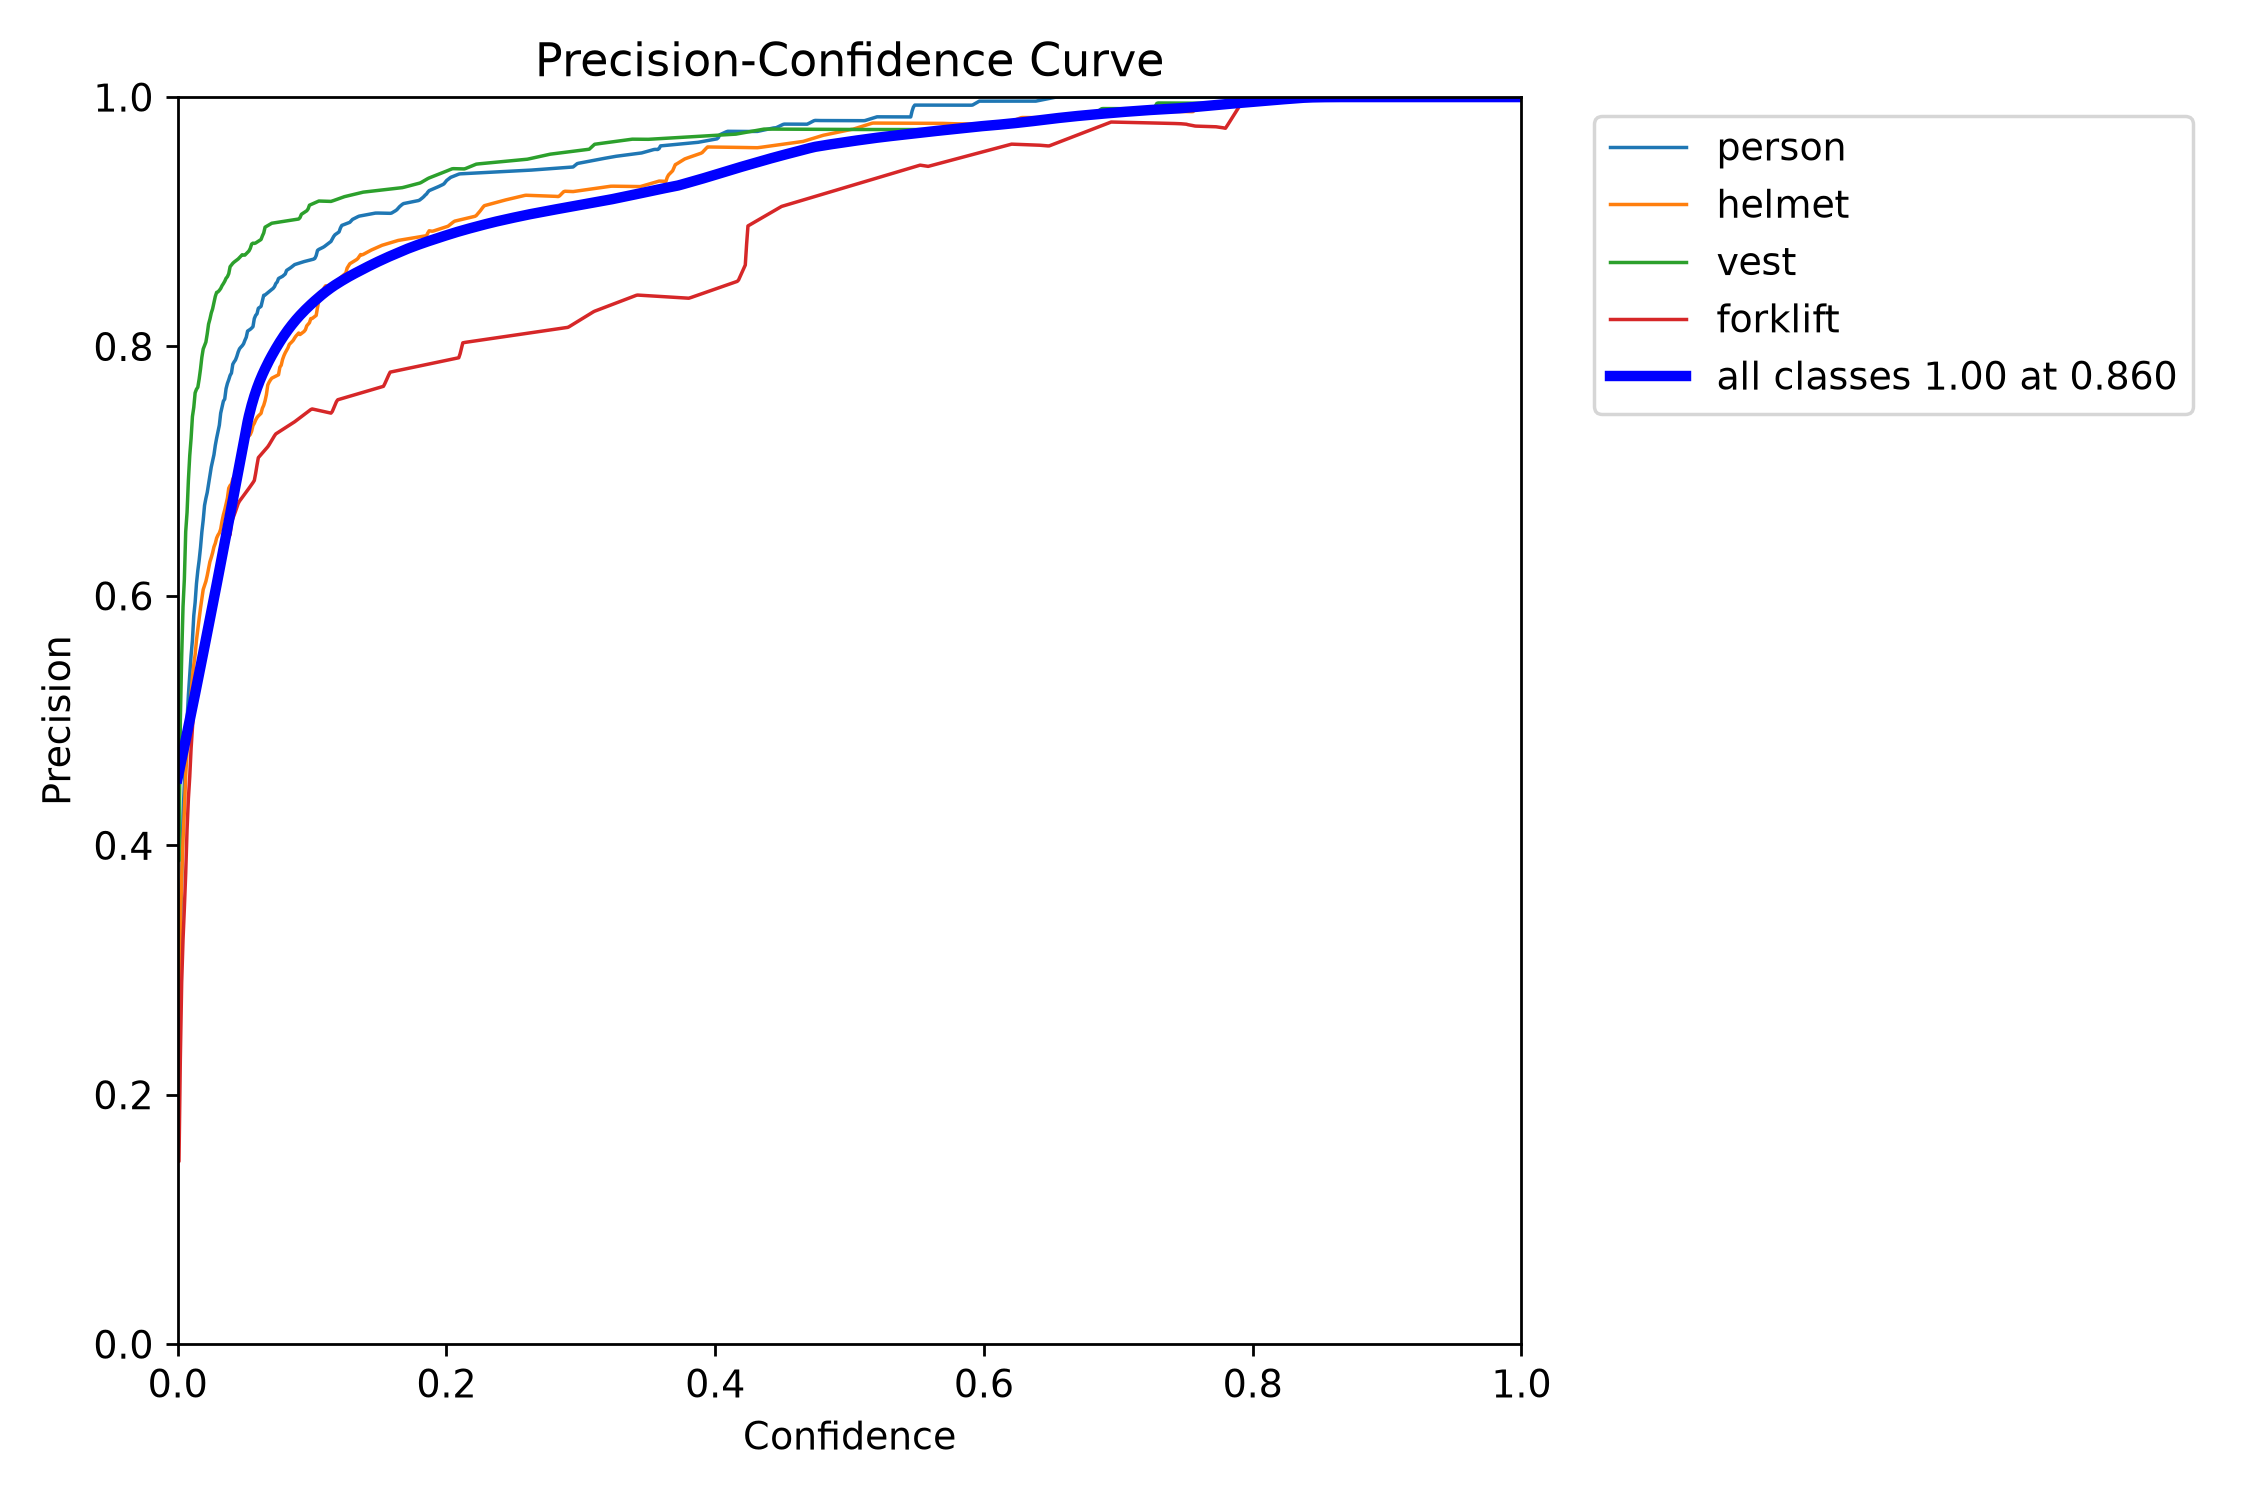 Precision-Confidence Curve
1.0
0.8
0.6
0.4
0.2
0.0
Precision
0.0 0.2 0.4 0.6 0.8 1.0
Confidence
person
helmet
vest
forklift
all classes 1.00 at 0.860